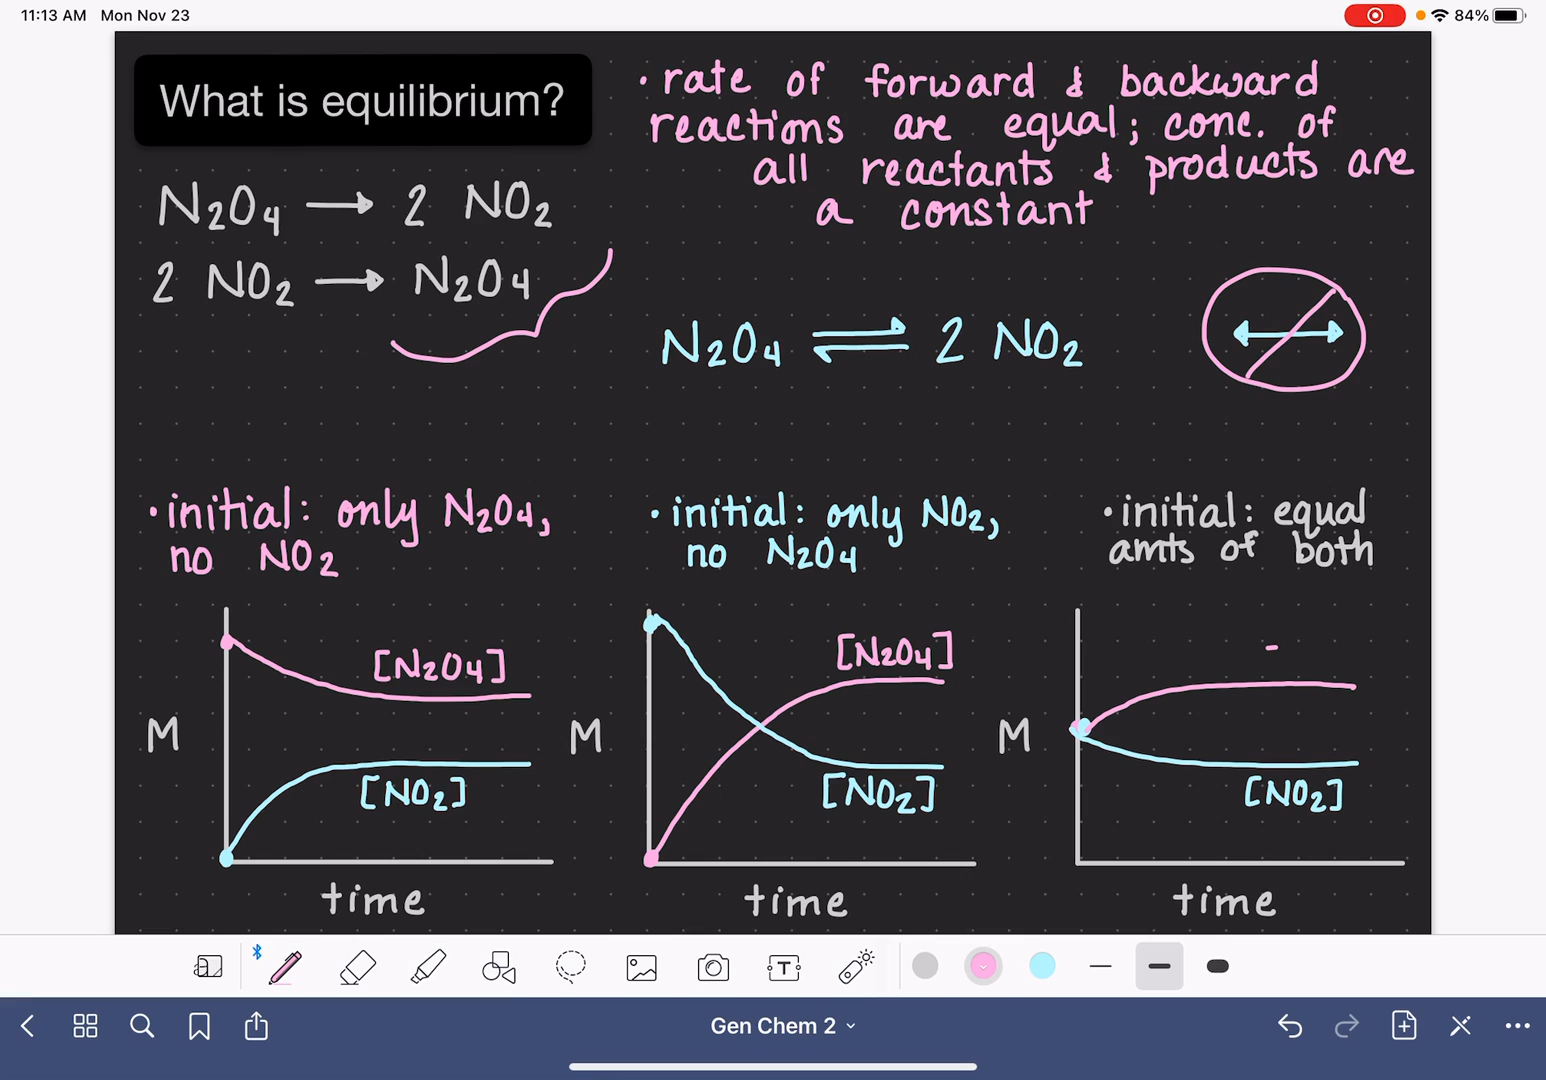 11:13 AM Mon Nov 23
84%
What is equilibrium?
• rate of forward & backward
reactions are equal; conc. of
all reactants & products are
a constant
N₂O₄ → 2 NO₂
2 NO₂ → N₂O₄
N₂O₄ ⇌ 2 NO₂
• initial: only N₂O₄,
no NO₂
• initial: only NO₂,
no N₂O₄
• initial: equal
amts of both
[N₂O₄]
M
[NO₂]
time
[N₂O₄]
M
[NO₂]
time
M
[NO₂]
time
T
Gen Chem 2